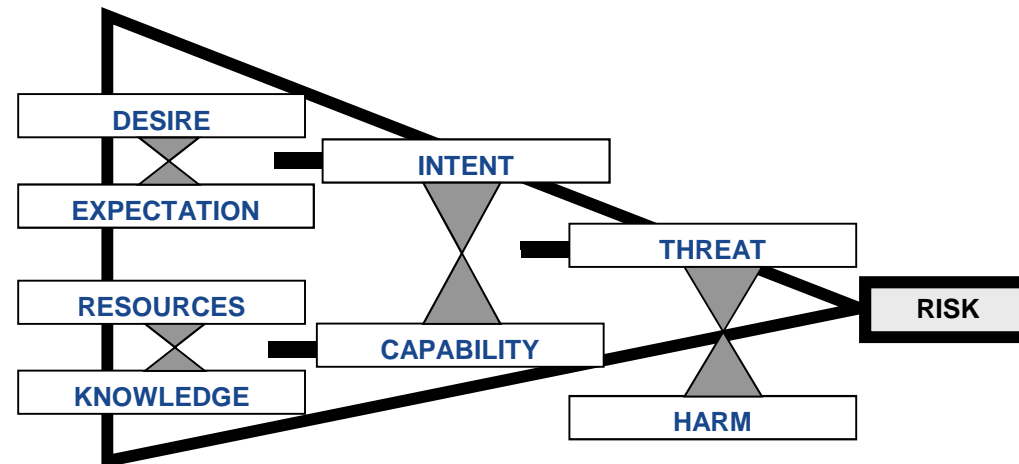 DESIRE
EXPECTATION
RESOURCES
KNOWLEDGE
INTENT
CAPABILITY
THREAT
HARM
RISK